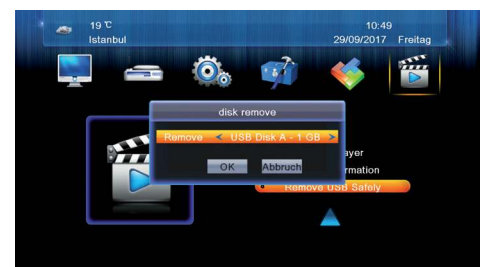 19 °C
10:49
Istanbul
29/09/2017 Freitag
disk remove
Remove < USB Disk A - 1 GB >
OK Abbruch
ayer
rmation
Remove USB Safely